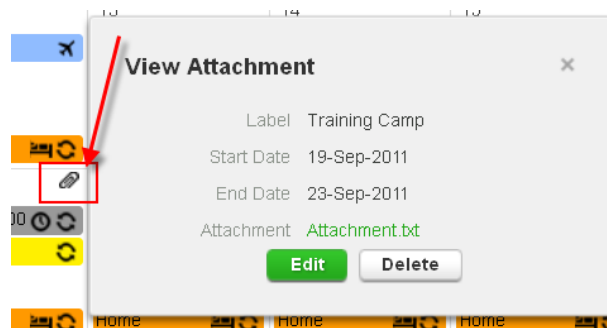 View Attachment ×
Label Training Camp
Start Date 19-Sep-2011
End Date 23-Sep-2011
Attachment Attachment.txt
Edit Delete
Home Home Home